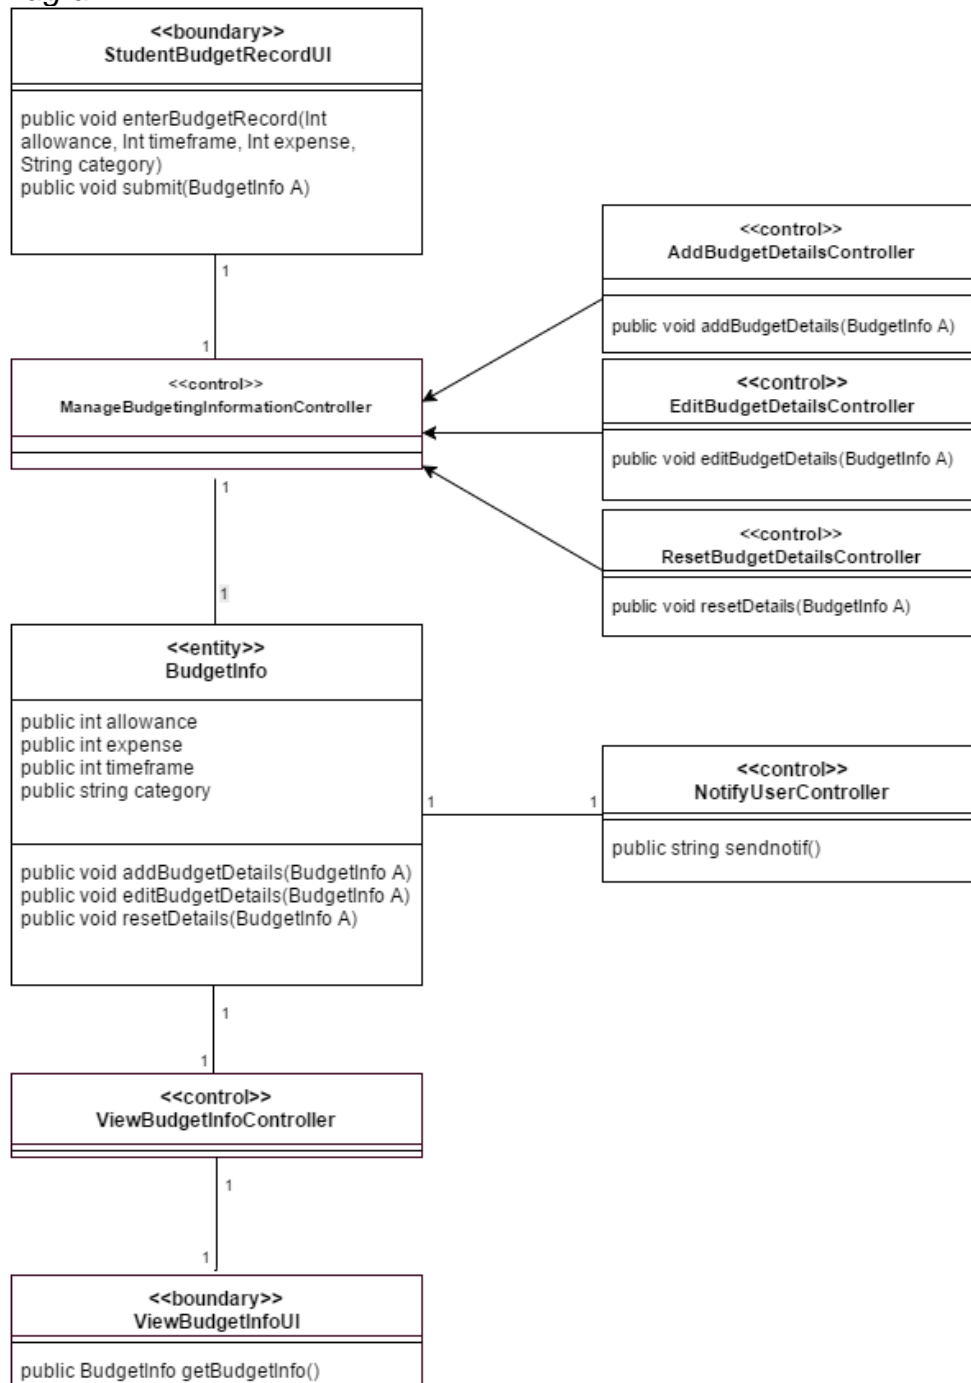 <<boundary>>
StudentBudgetRecordUI
public void enterBudgetRecord(Int
allowance, Int timeframe, Int expense,
String category)
public void submit(BudgetInfo A)
1
1
<<control>>
AddBudgetDetailsController
public void addBudgetDetails(BudgetInfo A)
<<control>>
ManageBudgetingInformationController
<<control>>
EditBudgetDetailsController
public void editBudgetDetails(BudgetInfo A)
1
1
<<control>>
ResetBudgetDetailsController
public void resetDetails(BudgetInfo A)
<<entity>>
BudgetInfo
public int allowance
public int expense
public int timeframe
public string category
public void addBudgetDetails(BudgetInfo A)
public void editBudgetDetails(BudgetInfo A)
public void resetDetails(BudgetInfo A)
1
1
<<control>>
NotifyUserController
public string sendnotif()
1
1
<<control>>
ViewBudgetInfoController
1
1
<<boundary>>
ViewBudgetInfoUI
public BudgetInfo getBudgetInfo()